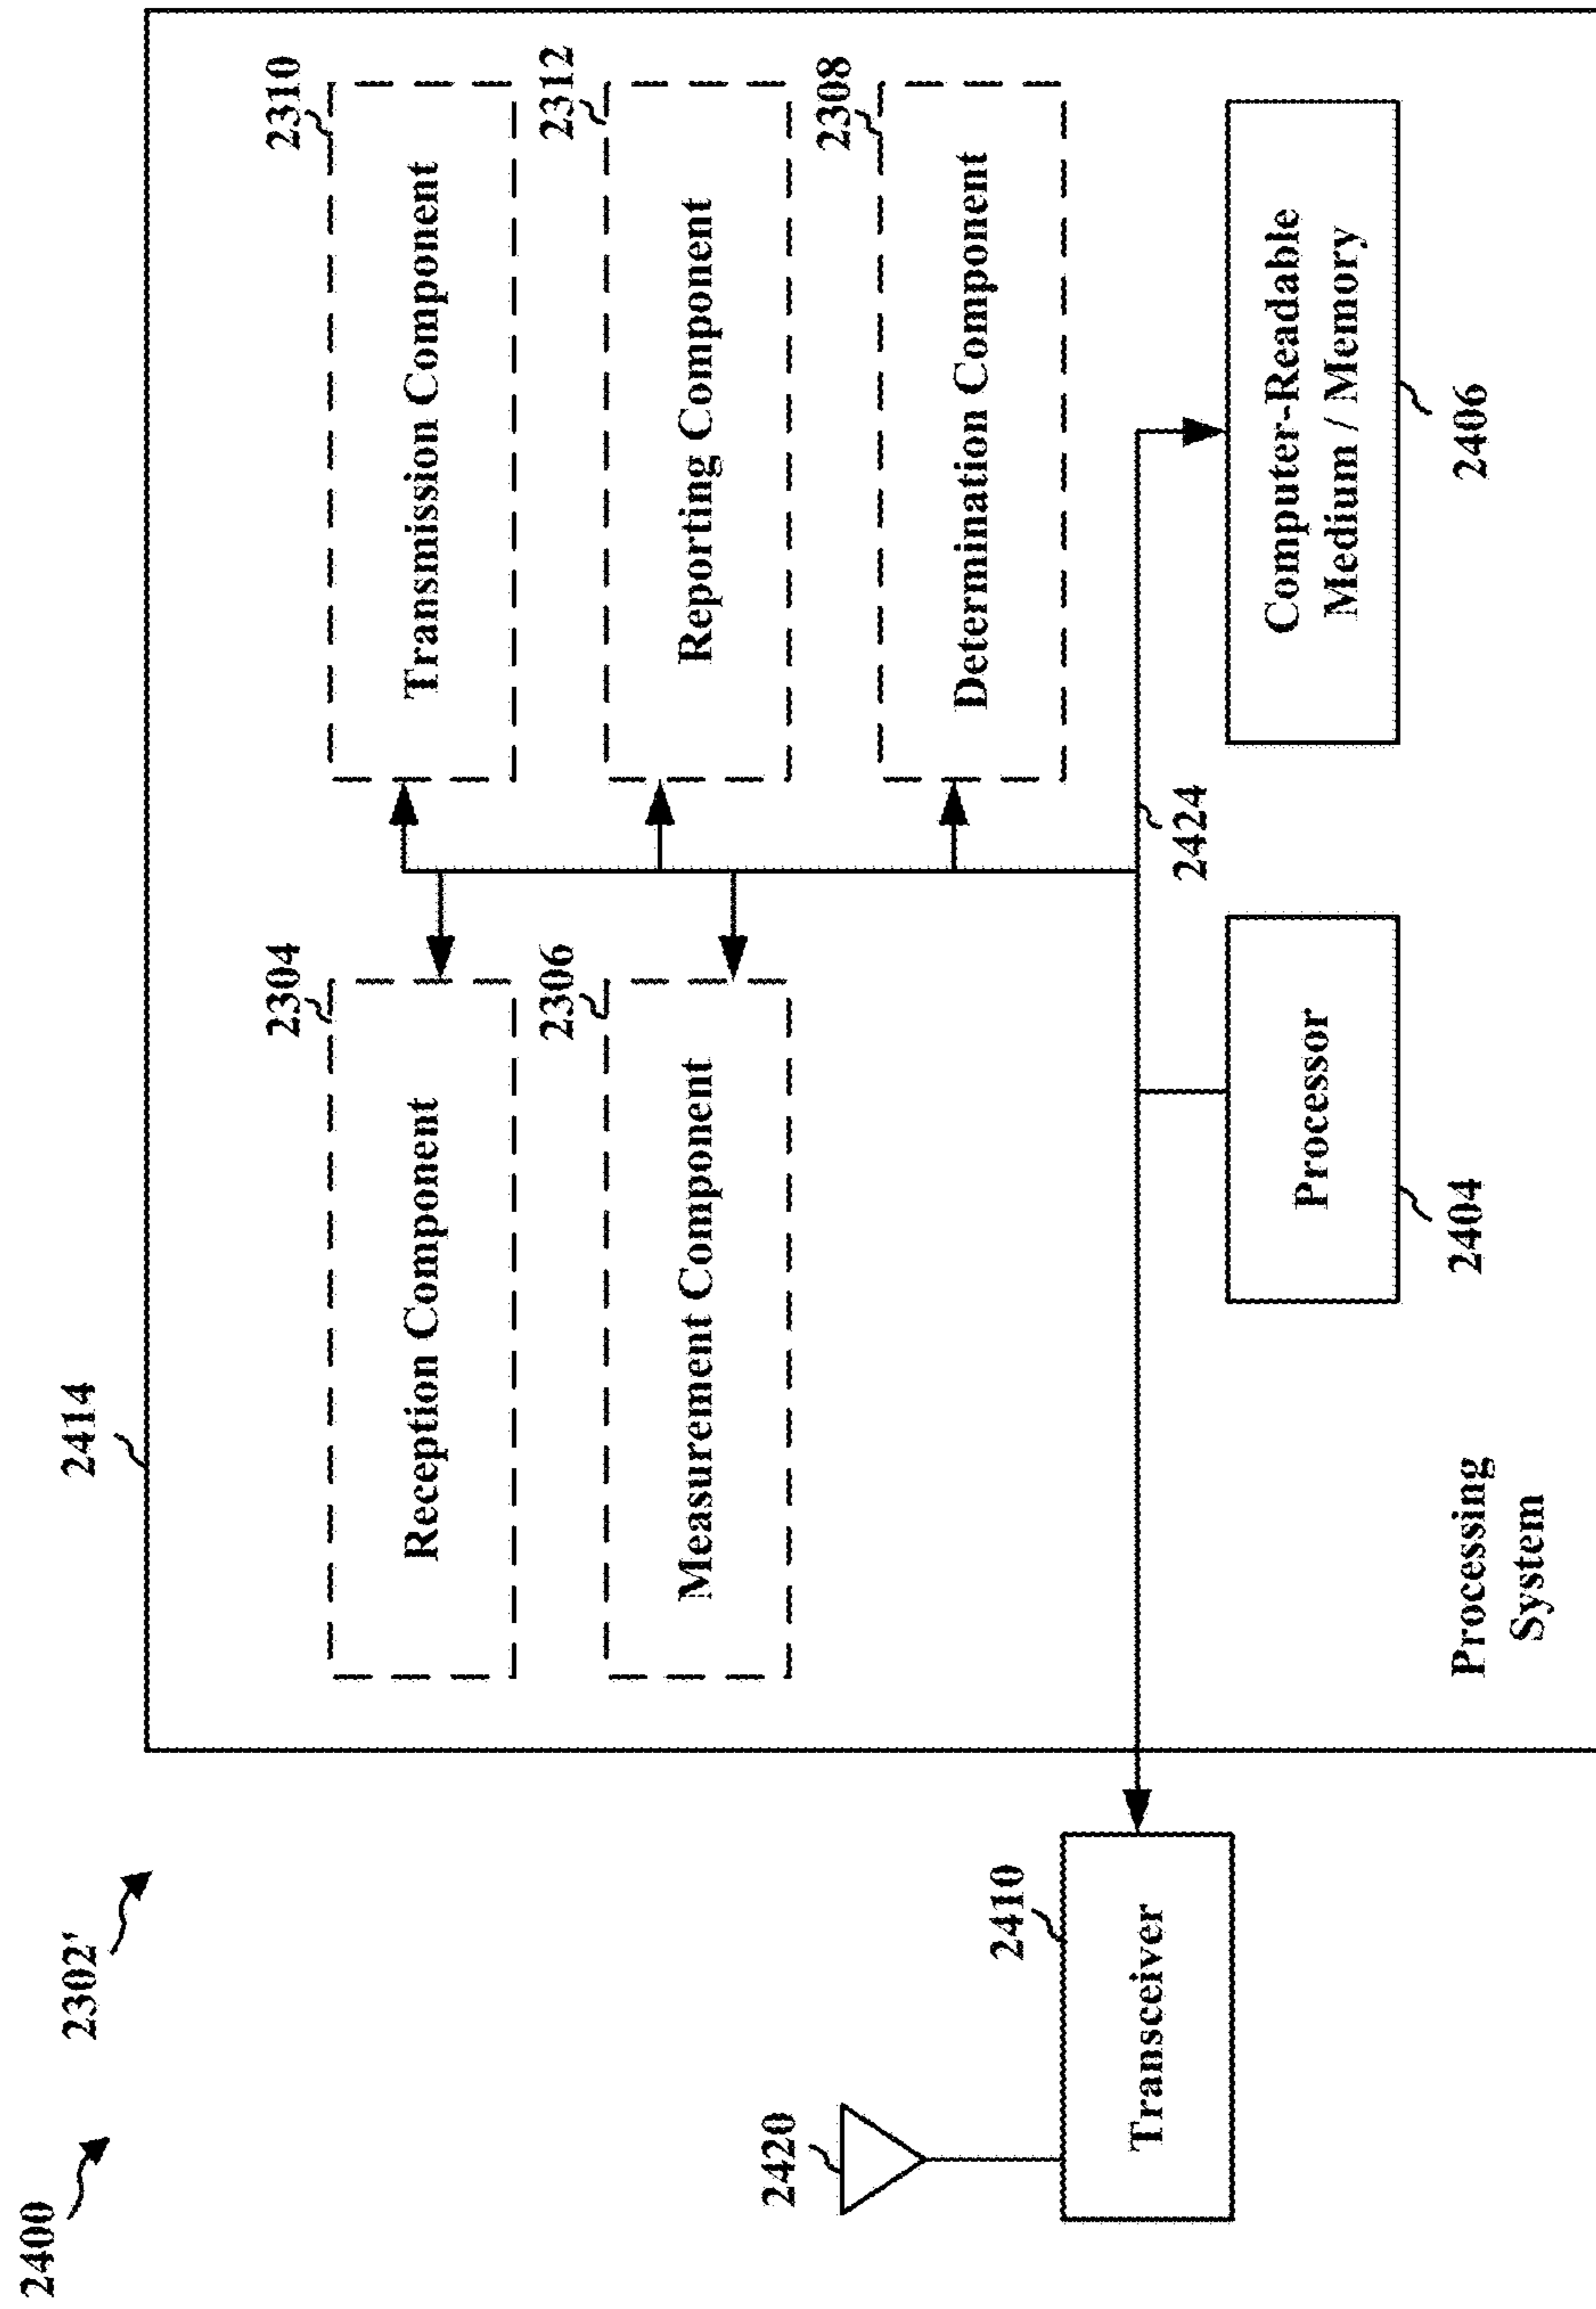 2400
2302'
2414
2304
Reception Component
2310
Transmission Component
2306
Measurement Component
2312
Reporting Component
2308
Determination Component
2420
2410
Transceiver
2424
Processor
2404
Computer-Readable
Medium / Memory
2406
Processing
System